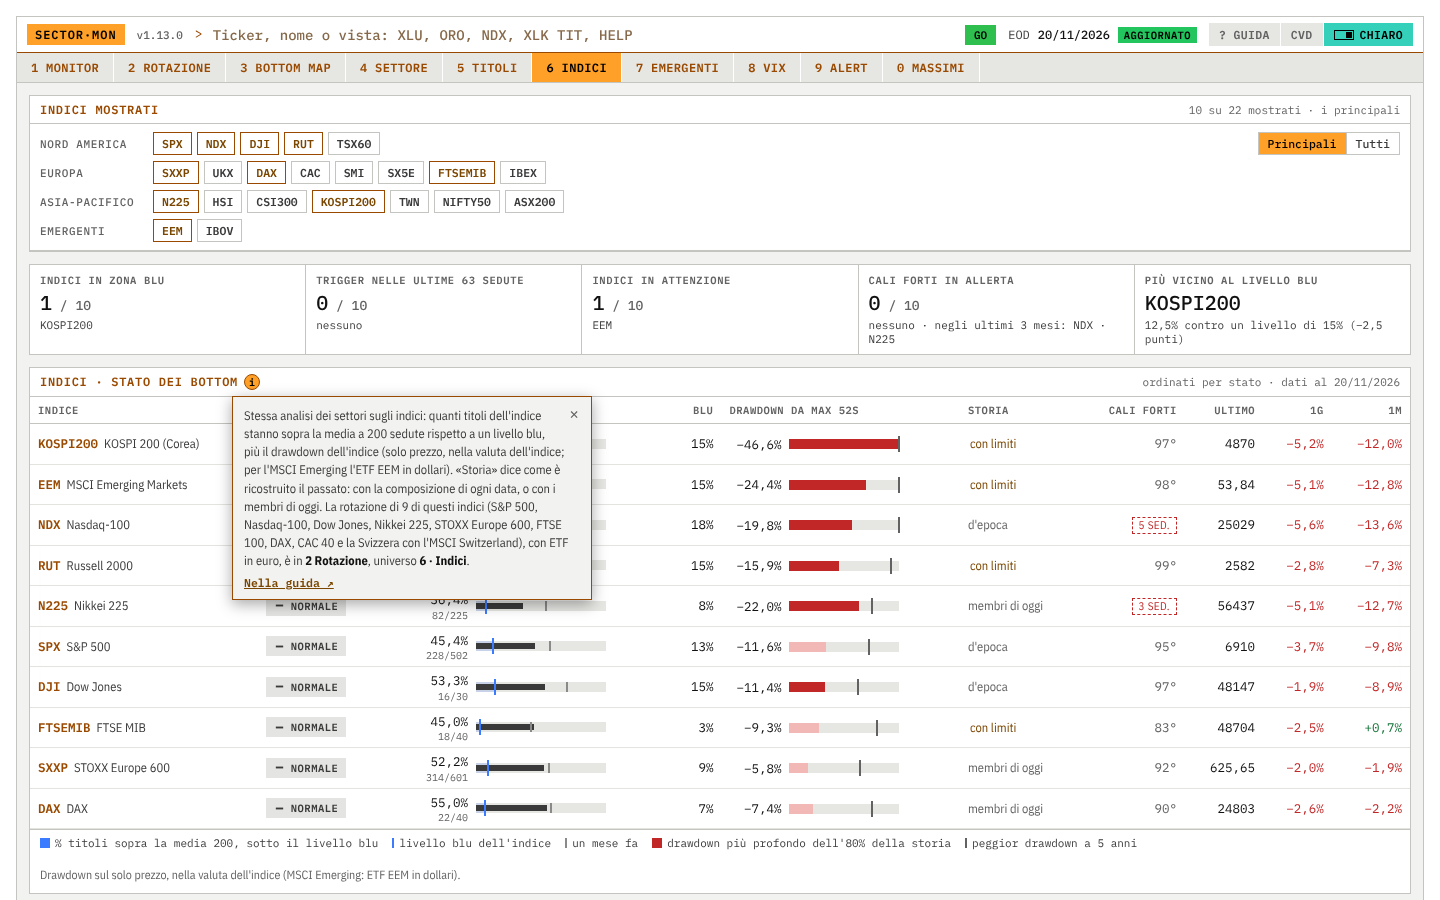 SECTOR·MON v1.13.0 > Ticker, nome o vista: XLU, ORO, NDX, XLK TIT, HELP GO EOD 20/11/2026 AGGIORNATO ? GUIDA CVD CHIARO
1 MONITOR 2 ROTAZIONE 3 BOTTOM MAP 4 SETTORE 5 TITOLI 6 INDICI 7 EMERGENTI 8 VIX 9 ALERT 0 MASSIMI
INDICI MOSTRATI 10 su 22 mostrati · i principali
NORD AMERICA SPX NDX DJI RUT TSX60 Principali Tutti
EUROPA SXXP UKX DAX CAC SMI SX5E FTSEMIB IBEX
ASIA-PACIFICO N225 HSI CSI300 KOSPI200 TWN NIFTY50 ASX200
EMERGENTI EEM IBOV
INDICI IN ZONA BLU
1 / 10
KOSPI200
TRIGGER NELLE ULTIME 63 SEDUTE
0 / 10
nessuno
INDICI IN ATTENZIONE
1 / 10
EEM
CALI FORTI IN ALLERTA
0 / 10
nessuno · negli ultimi 3 mesi: NDX ·
N225
PIÙ VICINO AL LIVELLO BLU
KOSPI200
12,5% contro un livello di 15% (−2,5
punti)
INDICI · STATO DEI BOTTOM i ordinati per stato · dati al 20/11/2026
INDICE BLU DRAWDOWN DA MAX 52S STORIA CALI FORTI ULTIMO 1G 1M
Stessa analisi dei settori sugli indici: quanti titoli dell'indice ✕
stanno sopra la media a 200 sedute rispetto a un livello blu,
più il drawdown dell'indice (solo prezzo, nella valuta dell'indice;
per l'MSCI Emerging l'ETF EEM in dollari). «Storia» dice come è
ricostruito il passato: con la composizione di ogni data, o con i
membri di oggi. La rotazione di 9 di questi indici (S&P 500,
Nasdaq-100, Dow Jones, Nikkei 225, STOXX Europe 600, FTSE
100, DAX, CAC 40 e la Svizzera con l'MSCI Switzerland), con ETF
in euro, è in 2 Rotazione, universo 6 · Indici.
Nella guida ↗
KOSPI200 KOSPI 200 (Corea) 15% −46,6% con limiti 97° 4870 −5,2% −12,0%
EEM MSCI Emerging Markets 15% −24,4% con limiti 98° 53,84 −5,1% −12,8%
NDX Nasdaq-100 18% −19,8% d'epoca 5 SED. 25029 −5,6% −13,6%
RUT Russell 2000 15% −15,9% con limiti 99° 2582 −2,8% −7,3%
N225 Nikkei 225 − NORMALE 36,4% 8% −22,0% membri di oggi 3 SED. 56437 −5,1% −12,7%
82/225
SPX S&P 500 − NORMALE 45,4% 13% −11,6% d'epoca 95° 6910 −3,7% −9,8%
228/502
DJI Dow Jones − NORMALE 53,3% 15% −11,4% d'epoca 97° 48147 −1,9% −8,9%
16/30
FTSEMIB FTSE MIB − NORMALE 45,0% 3% −9,3% con limiti 83° 48704 −2,5% +0,7%
18/40
SXXP STOXX Europe 600 − NORMALE 52,2% 9% −5,8% membri di oggi 92° 625,65 −2,0% −1,9%
314/601
DAX DAX − NORMALE 55,0% 7% −7,4% membri di oggi 90° 24803 −2,6% −2,2%
22/40
% titoli sopra la media 200, sotto il livello blu livello blu dell'indice un mese fa drawdown più profondo dell'80% della storia peggior drawdown a 5 anni
Drawdown sul solo prezzo, nella valuta dell'indice (MSCI Emerging: ETF EEM in dollari).